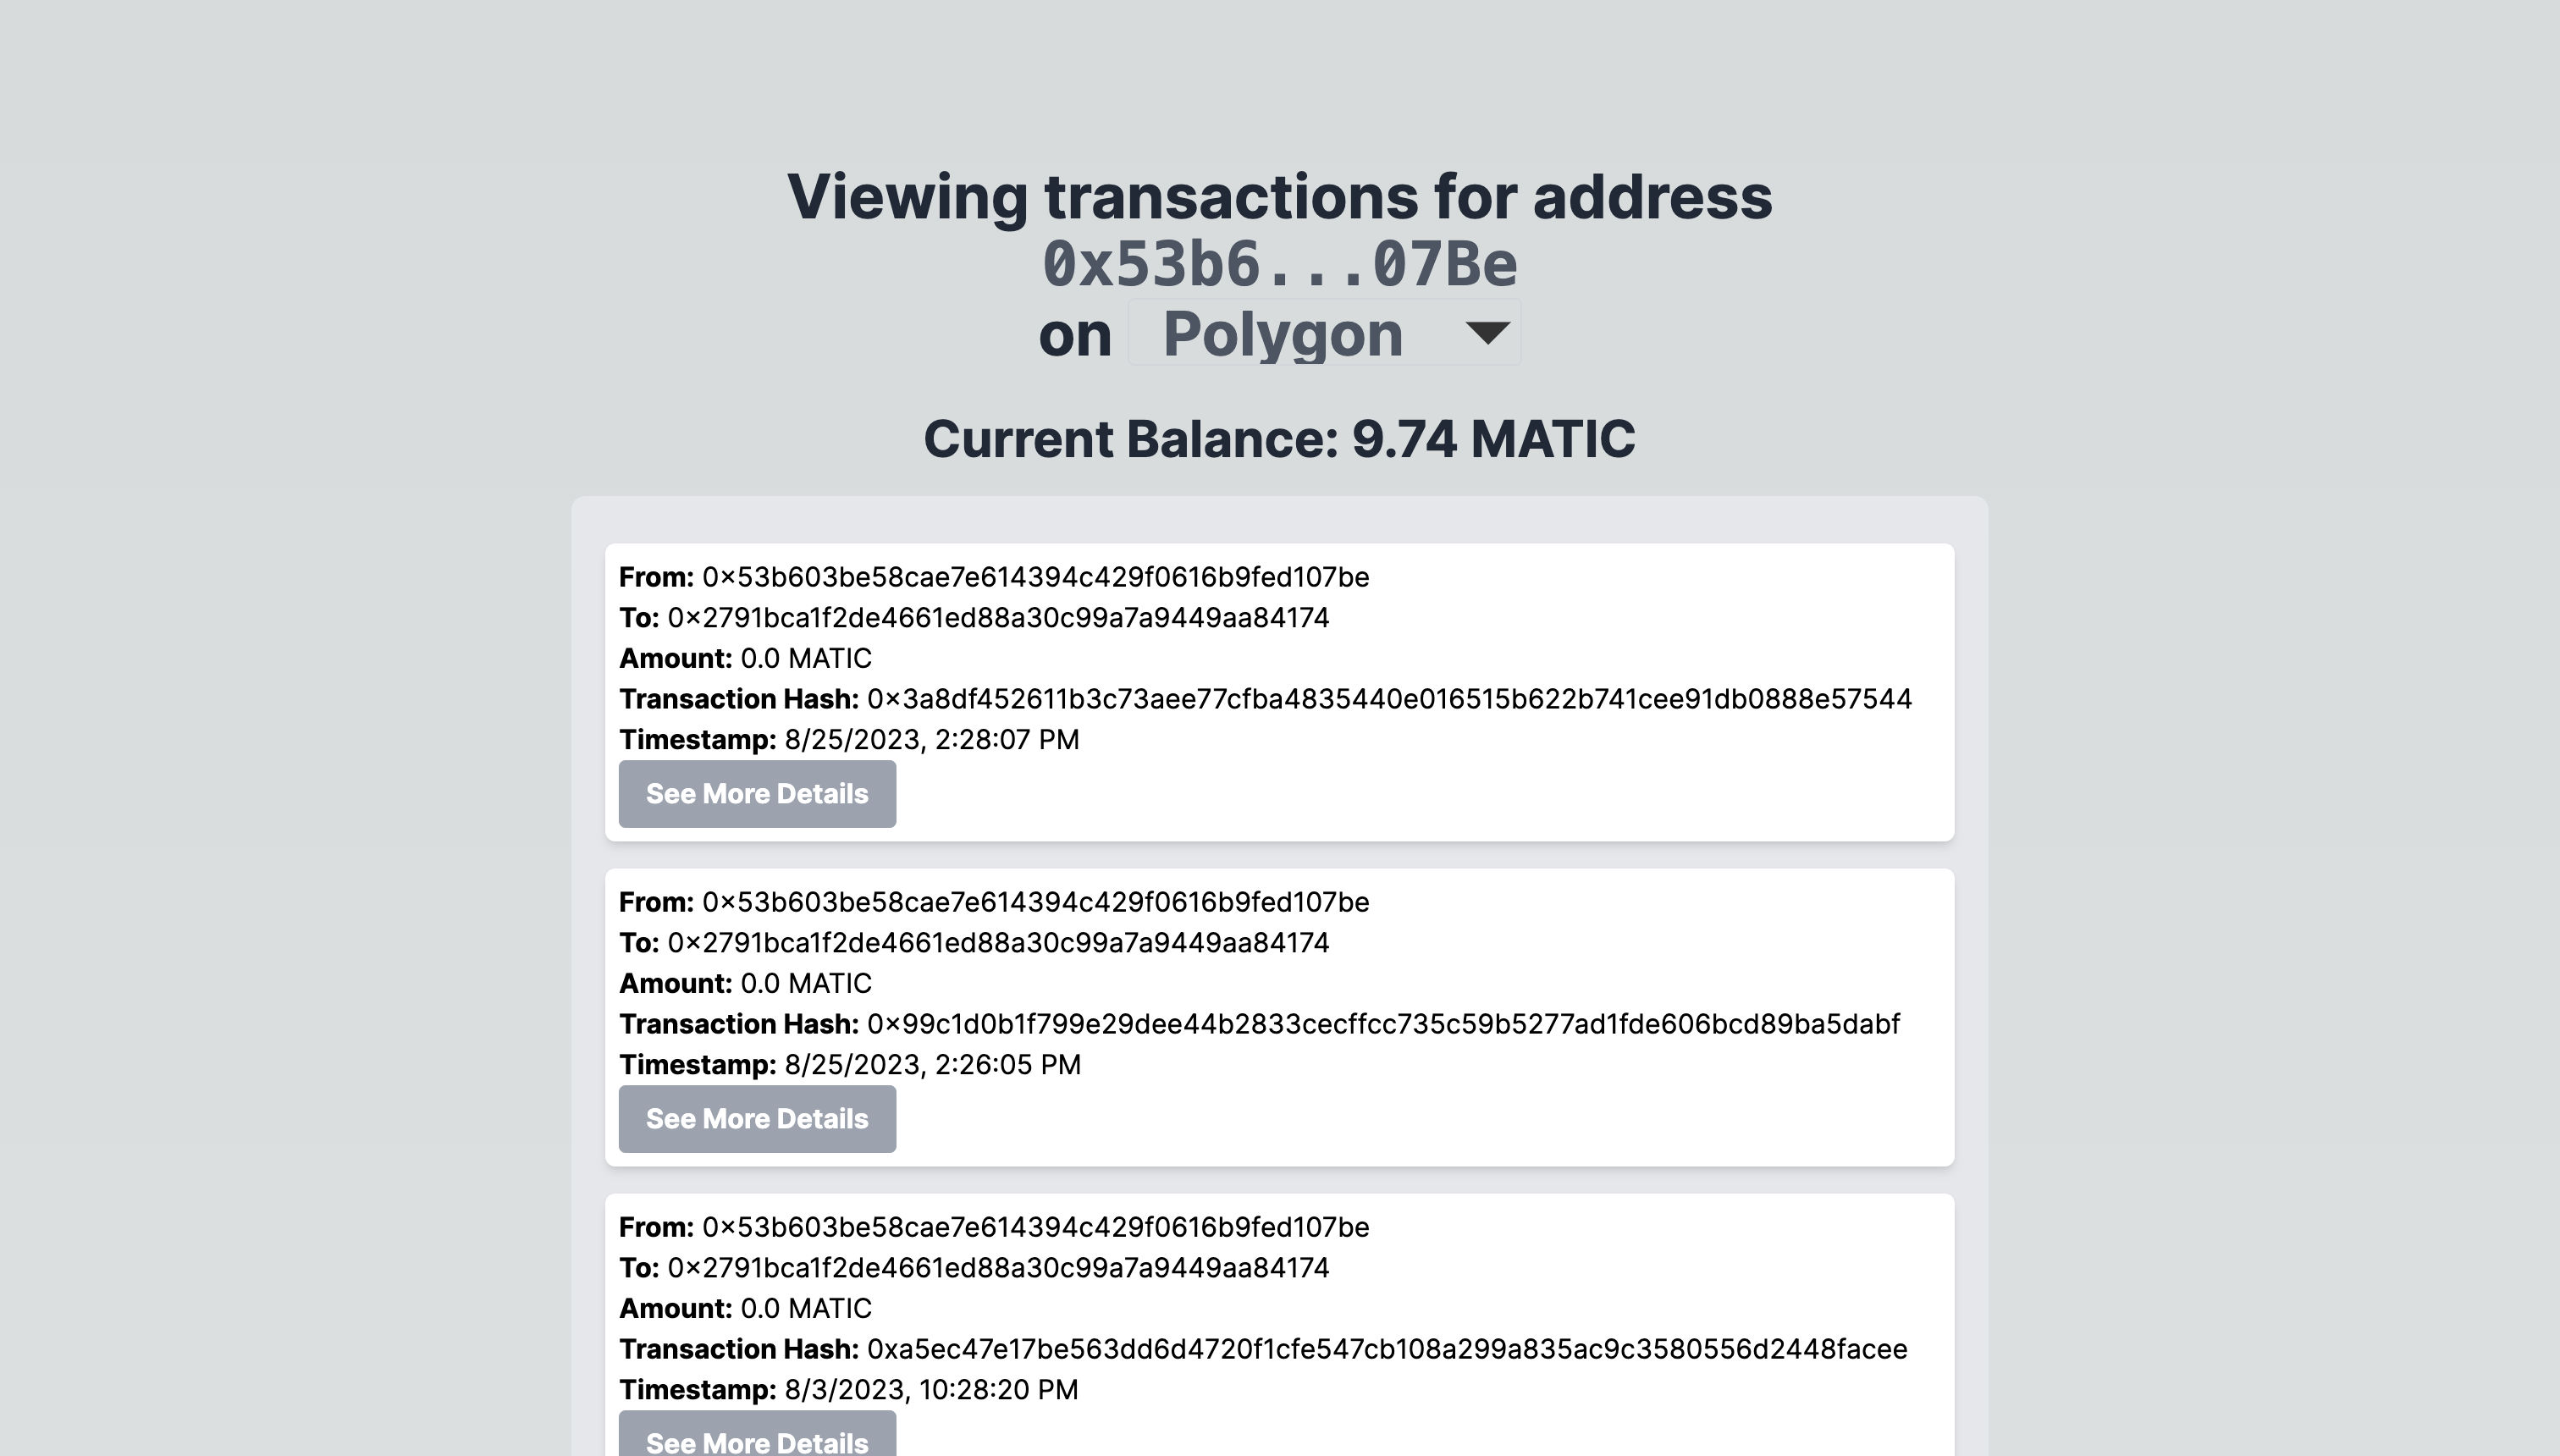 Viewing transactions for address
0x53b6...07Be
on Polygon
Current Balance: 9.74 MATIC
From: 0×53b603be58cae7e614394c429f0616b9fed107be
To: 0×2791bca1f2de4661ed88a30c99a7a9449aa84174
Amount: 0.0 MATIC
Transaction Hash: 0×3a8df452611b3c73aee77cfba4835440e016515b622b741cee91db0888e57544
Timestamp: 8/25/2023, 2:28:07 PM
See More Details
From: 0×53b603be58cae7e614394c429f0616b9fed107be
To: 0×2791bca1f2de4661ed88a30c99a7a9449aa84174
Amount: 0.0 MATIC
Transaction Hash: 0×99c1d0b1f799e29dee44b2833cecffcc735c59b5277ad1fde606bcd89ba5dabf
Timestamp: 8/25/2023, 2:26:05 PM
See More Details
From: 0×53b603be58cae7e614394c429f0616b9fed107be
To: 0×2791bca1f2de4661ed88a30c99a7a9449aa84174
Amount: 0.0 MATIC
Transaction Hash: 0xa5ec47e17be563dd6d4720f1cfe547cb108a299a835ac9c3580556d2448facee
Timestamp: 8/3/2023, 10:28:20 PM
See More Details